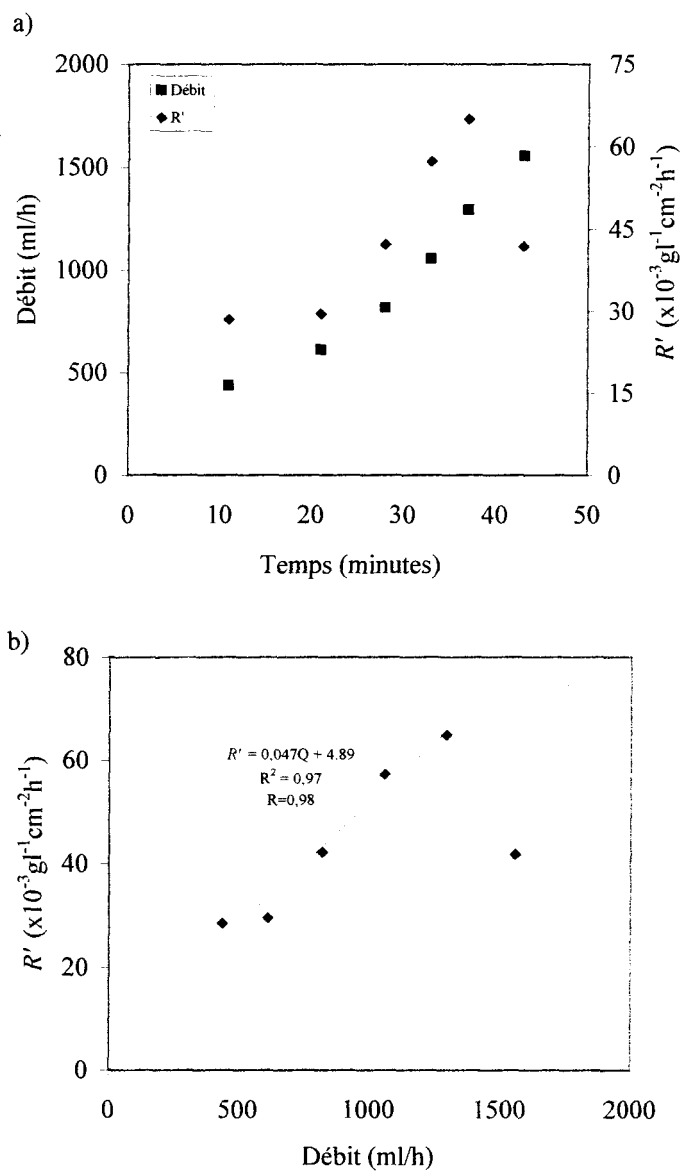 a)
2000
1500
1000
500
0
Débit (ml/h)
■ Débit
◆ R'
75
60
45
30
15
0
R' (x10⁻³gl⁻¹cm⁻²h⁻¹)
0 10 20 30 40 50
Temps (minutes)
b)
80
60
40
20
0
R' (x10⁻³gl⁻¹cm⁻²h⁻¹)
R' = 0,047Q + 4.89
R² = 0,97
R=0,98
0 500 1000 1500 2000
Débit (ml/h)